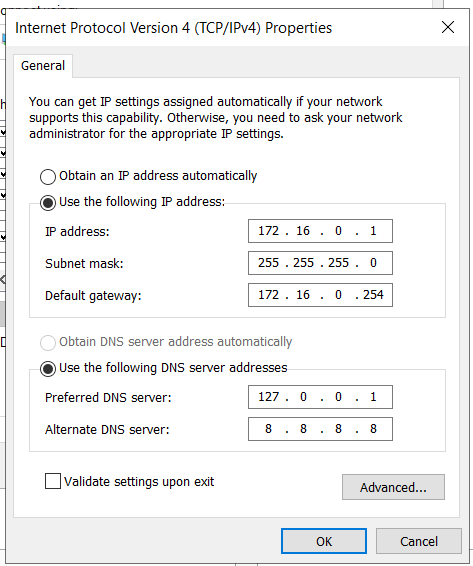 Internet Protocol Version 4 (TCP/IPv4) Properties
General
You can get IP settings assigned automatically if your network
supports this capability. Otherwise, you need to ask your network
administrator for the appropriate IP settings.
Obtain an IP address automatically
Use the following IP address:
IP address: 172 . 16 . 0 . 1
Subnet mask: 255 . 255 . 255 . 0
Default gateway: 172 . 16 . 0 . 254
Obtain DNS server address automatically
Use the following DNS server addresses
Preferred DNS server: 127 . 0 . 0 . 1
Alternate DNS server: 8 . 8 . 8 . 8
Validate settings upon exit
Advanced...
OK Cancel